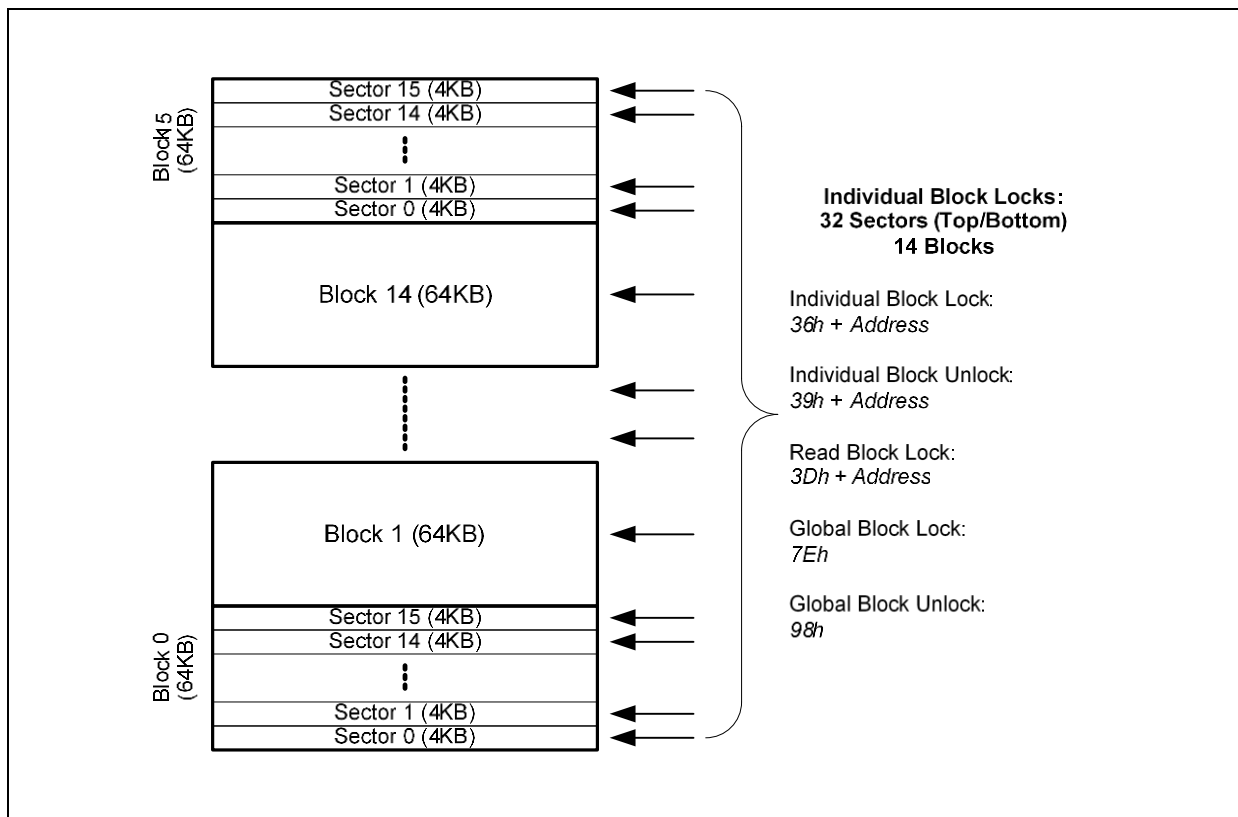 Block15
(64KB)
Sector 15 (4KB)
Sector 14 (4KB)
Sector 1 (4KB)
Sector 0 (4KB)
Block 14 (64KB)
Block 1 (64KB)
Block 0
(64KB)
Sector 15 (4KB)
Sector 14 (4KB)
Sector 1 (4KB)
Sector 0 (4KB)
Individual Block Locks:
32 Sectors (Top/Bottom)
14 Blocks
Individual Block Lock:
36h + Address
Individual Block Unlock:
39h + Address
Read Block Lock:
3Dh + Address
Global Block Lock:
7Eh
Global Block Unlock:
98h